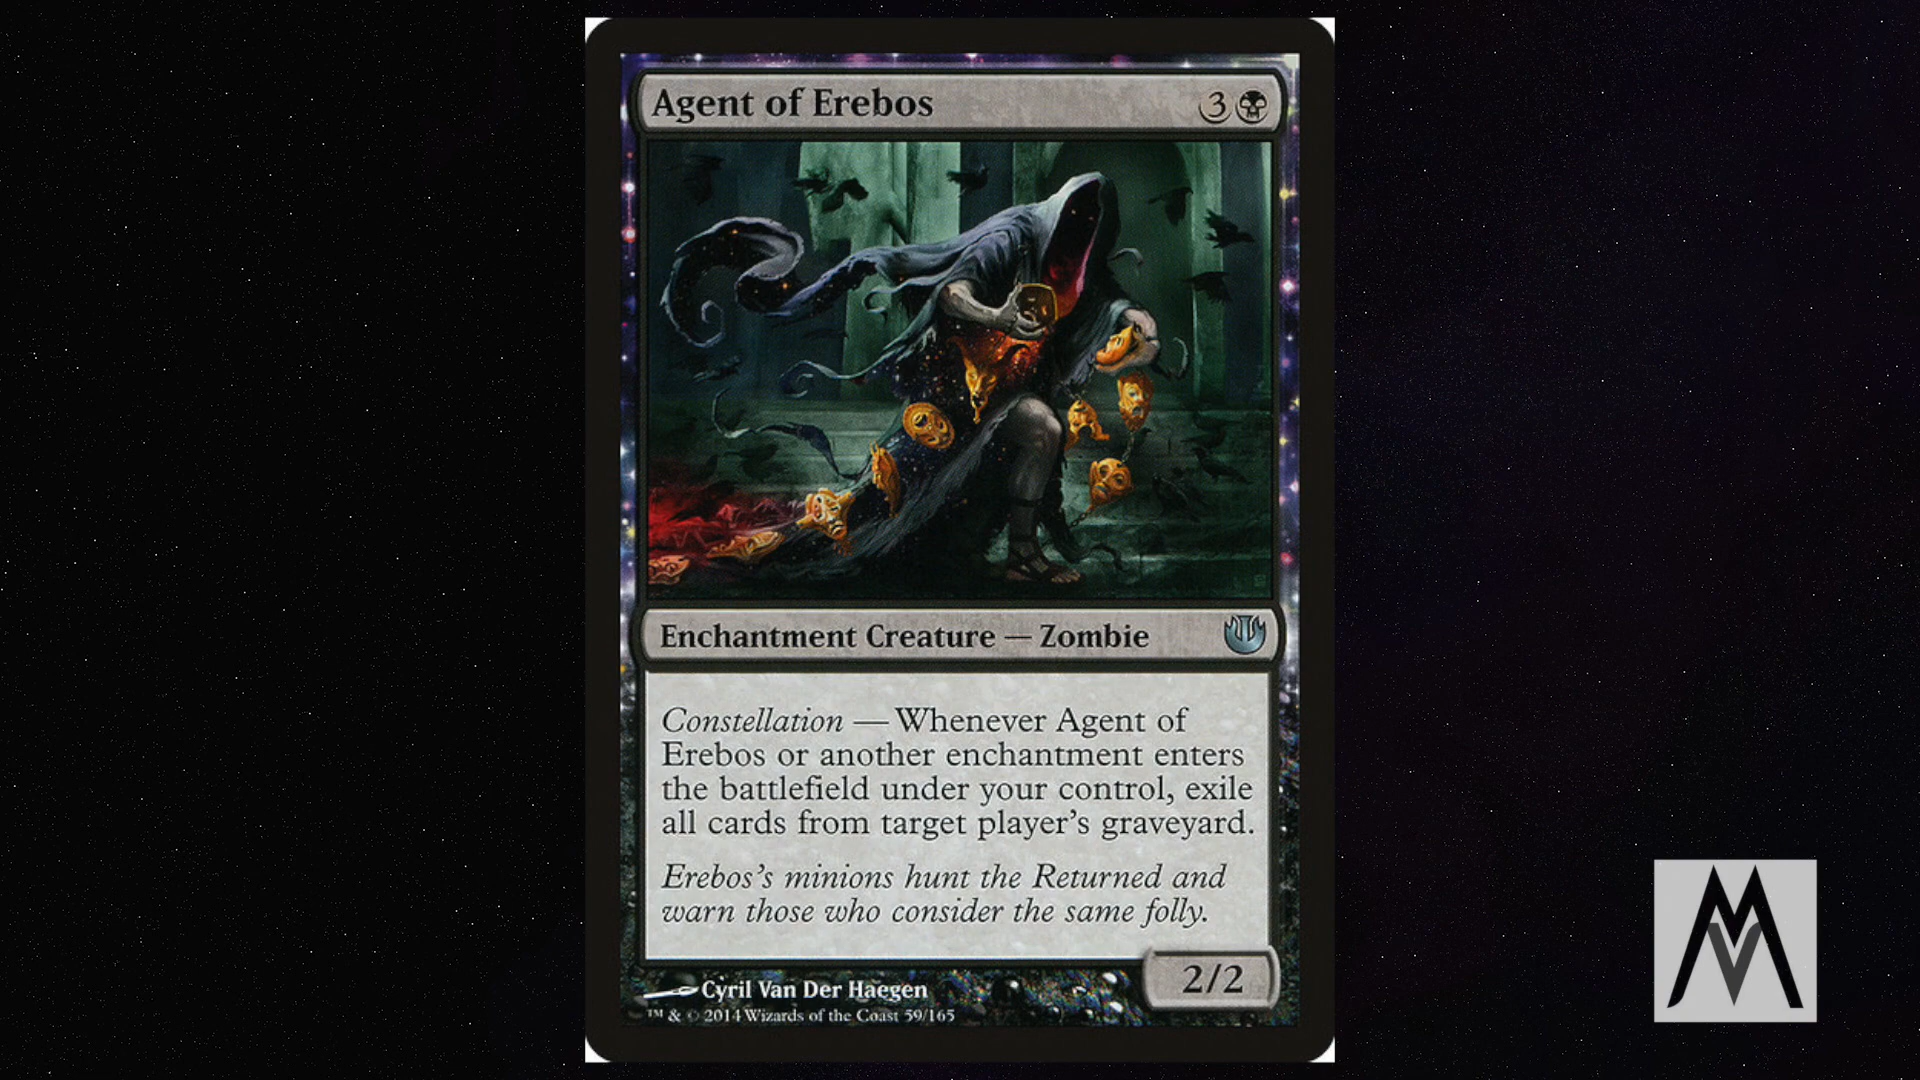 Agent of Erebos 3
Enchantment Creature — Zombie
Constellation — Whenever Agent of
Erebos or another enchantment enters
the battlefield under your control, exile
all cards from target player's graveyard.
Erebos's minions hunt the Returned and
warn those who consider the same folly.
2/2
Cyril Van Der Haegen
™ & © 2014 Wizards of the Coast 59/165
MV